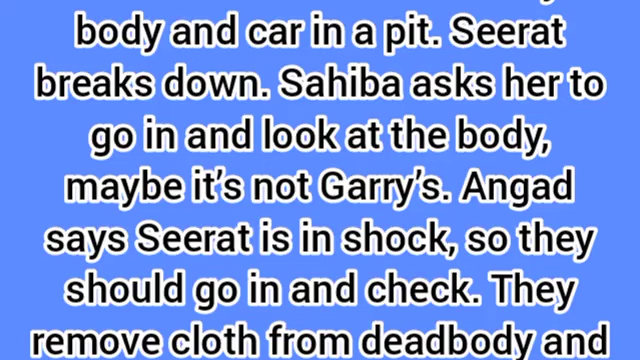 body and car in a pit. Seerat
breaks down. Sahiba asks her to
go in and look at the body,
maybe it's not Garry's. Angad
says Seerat is in shock, so they
should go in and check. They
remove cloth from deadbody and